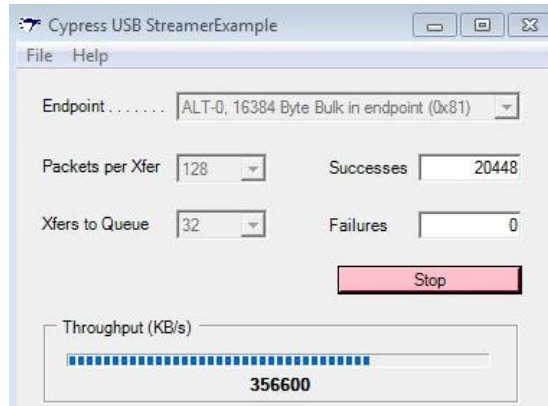 Cypress USB StreamerExample
File Help
Endpoint....... ALT-0, 16384 Byte Bulk in endpoint (0x81)
Packets per Xfer 128 Successes 20448
Xfers to Queue 32 Failures 0
Stop
Throughput (KB/s)
356600